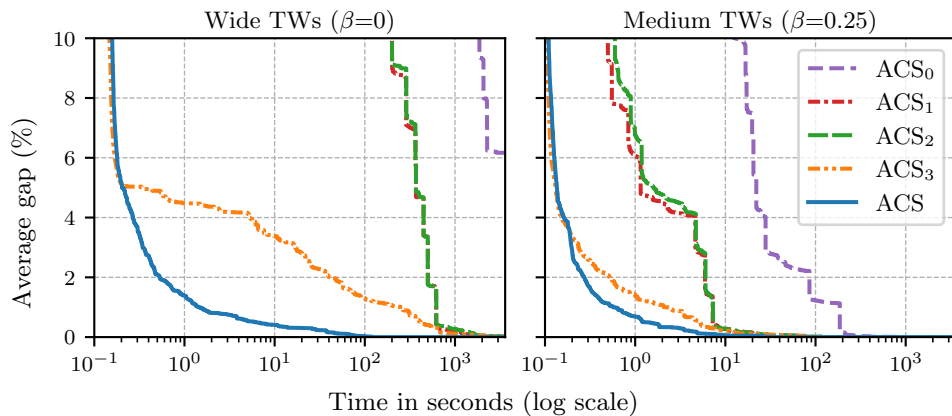 Wide TWs (β=0)
Medium TWs (β=0.25)
Average gap (%)
10
8
6
4
2
0
10⁻¹ 10⁰ 10¹ 10² 10³
10⁻¹ 10⁰ 10¹ 10² 10³
ACS₀
ACS₁
ACS₂
ACS₃
ACS
Time in seconds (log scale)